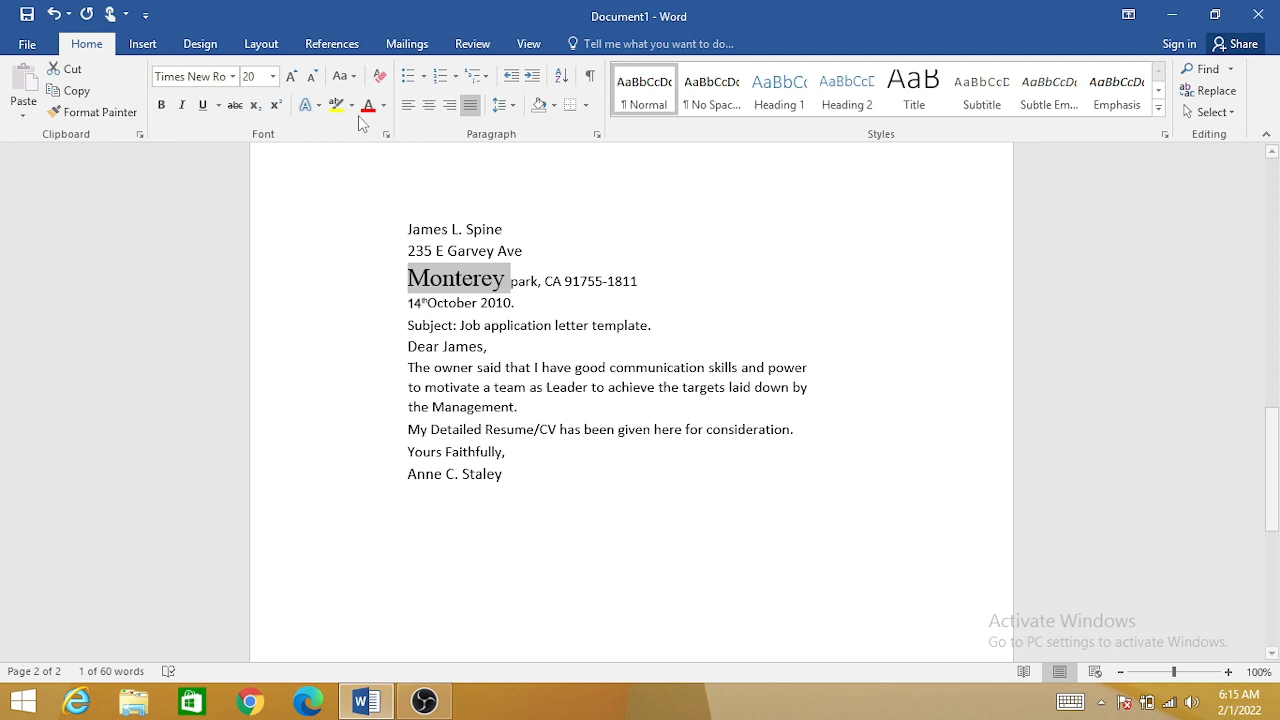 Document1 - Word
File Home Insert Design Layout References Mailings Review View Tell me what you want to do... Sign in Share
Cut
Copy
Format Painter
Paste
Clipboard
Times New Ro 20
Font
Paragraph
AaBbCcDc AaBbCcDc AaBbCc AaBbCcD AaB AaBbCcD AaBbCcDc AaBbCcDc
¶ Normal ¶ No Spac... Heading 1 Heading 2 Title Subtitle Subtle Em... Emphasis
Styles
Find
Replace
Select
Editing
James L. Spine
235 E Garvey Ave
Monterey park, CA 91755-1811
14thOctober 2010.
Subject: Job application letter template.
Dear James,
The owner said that I have good communication skills and power
to motivate a team as Leader to achieve the targets laid down by
the Management.
My Detailed Resume/CV has been given here for consideration.
Yours Faithfully,
Anne C. Staley
Activate Windows
Go to PC settings to activate Windows.
Page 2 of 2 1 of 60 words 100%
6:15 AM
2/1/2022